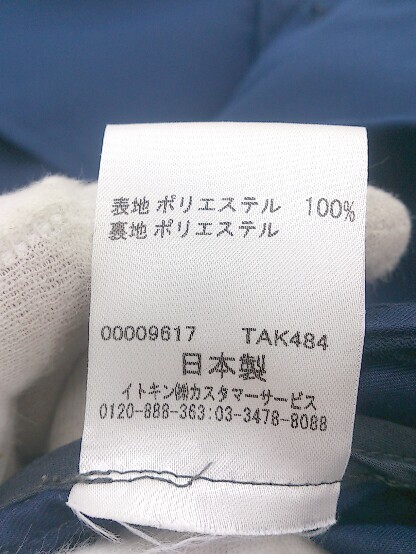 表地 ポリエステル 100%
裏地 ポリエステル
00009617 TAK484
日本製
イトキン㈱カスタマーサービス
0120-888-363:03-3478-8088